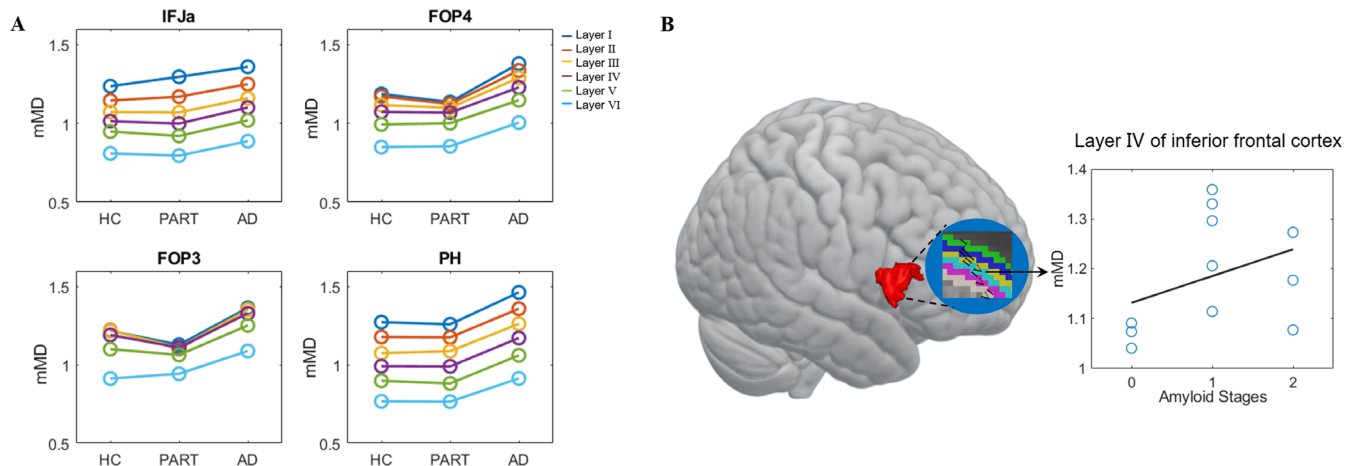 A
IFJa
1.5
1
0.5
mMD
HC PART AD
FOP4
1.5
1
0.5
mMD
HC PART AD
Layer I
Layer II
Layer III
Layer IV
Layer V
Layer VI
FOP3
1.5
1
0.5
mMD
HC PART AD
PH
1.5
1
0.5
mMD
HC PART AD
B
Layer IV of inferior frontal cortex
1.4
1.3
1.2
1.1
1
mMD
0 1 2
Amyloid Stages